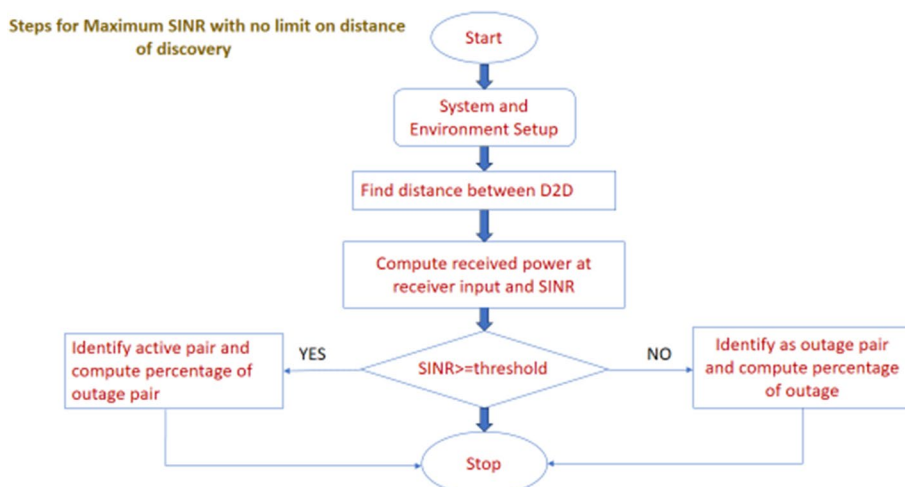 Steps for Maximum SINR with no limit on distance
of discovery
Start
System and
Environment Setup
Find distance between D2D
Compute received power at
receiver input and SINR
SINR>=threshold
YES
NO
Identify active pair and
compute percentage of
outage pair
Identify as outage pair
and compute percentage
of outage
Stop